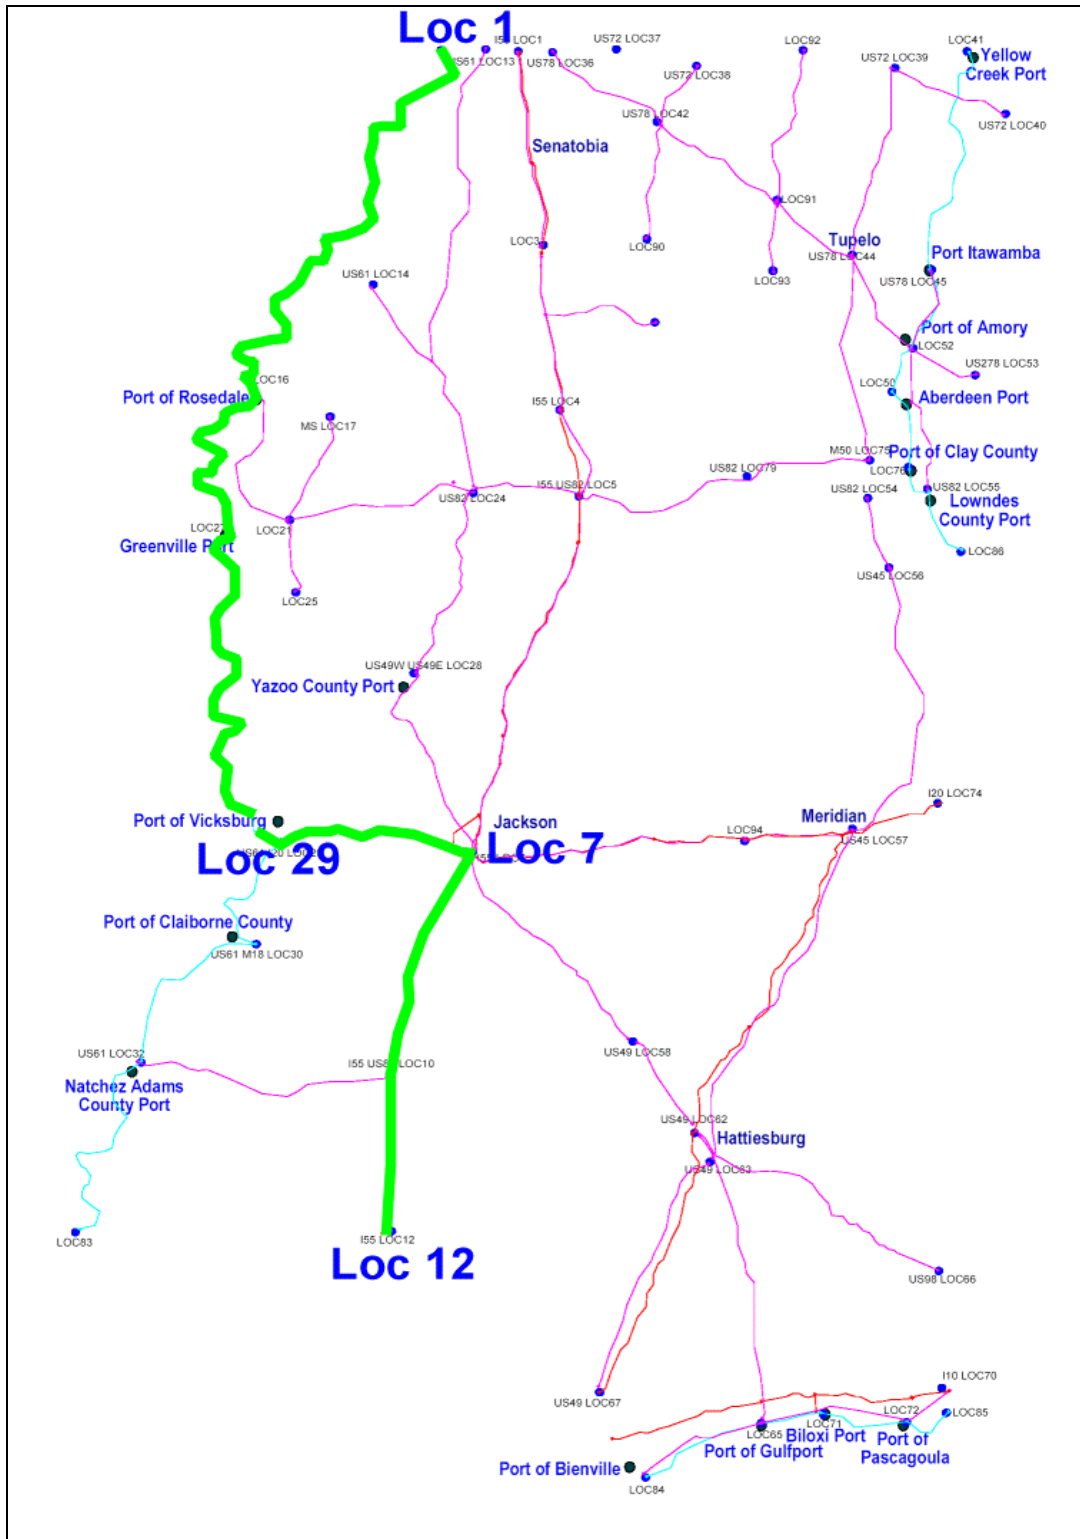 Loc 1
I55 LOC1
US61 LOC13
US78 LOC36
US72 LOC37
US72 LOC38
LOC92
US72 LOC39
LOC41
Yellow
Creek Port
US78 LOC42
US72 LOC40
Senatobia
LOC91
LOC3
LOC90
Tupelo
US78 LOC44
Port Itawamba
US78 LOC45
US61 LOC14
LOC93
Port of Amory
LOC52
US278 LOC53
LOC16
Port of Rosedale
LOC50
Aberdeen Port
I55 LOC4
MS LOC17
M50 LOC75
Port of Clay County
LOC76
US82 LOC79
I55 US82 LOC5
US82 LOC24
US82 LOC54
US82 LOC55
Lowndes
County Port
LOC21
Greenville Port
LOC86
US45 LOC56
LOC25
US49W US49E LOC28
Yazoo County Port
I20 LOC74
Port of Vicksburg
Jackson
Meridian
LOC94
US45 LOC57
Loc 7
Loc 29
Port of Claiborne County
US61 M18 LOC30
US49 LOC58
US61 LOC32
LOC10
Natchez Adams
County Port
US49 LOC62
Hattiesburg
US49 LOC63
LOC83
I55 LOC12
Loc 12
US98 LOC66
I10 LOC70
US49 LOC67
LOC72
LOC85
LOC71
LOC65
Biloxi Port
Port of Gulfport
Port of
Pascagoula
Port of Bienville
LOC84